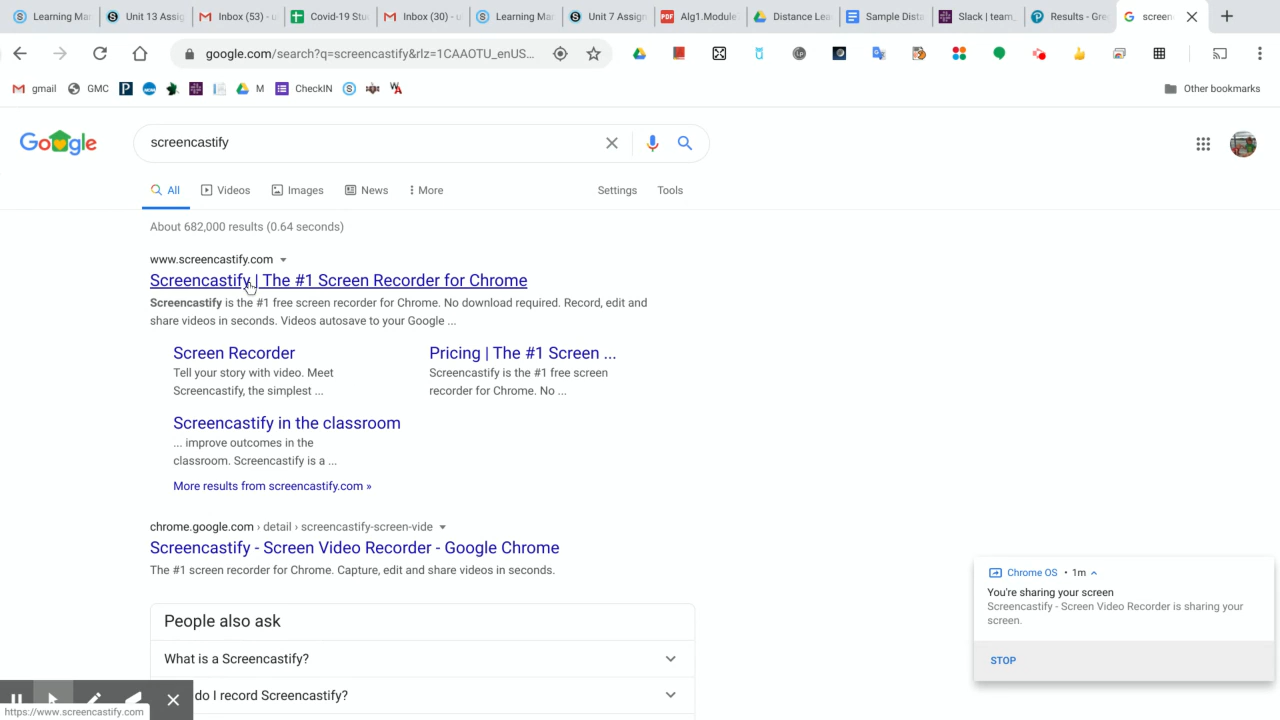 Learning Mar
Unit 13 Assig
Inbox (53) - u
Covid-19 Stu
Inbox (30) - u
Learning Mar
Unit 7 Assig
Alg1.Module
Distance Lea
Sample Dista
Slack | team_
Results - Gre
screen
google.com/search?q=screencastify&rlz=1CAAOTU_enUS...
gmail
GMC
M
CheckIN
Other bookmarks
Google
screencastify
All
Videos
Images
News
More
Settings
Tools
About 682,000 results (0.64 seconds)
www.screencastify.com
Screencastify | The #1 Screen Recorder for Chrome
Screencastify is the #1 free screen recorder for Chrome. No download required. Record, edit and
share videos in seconds. Videos autosave to your Google ...
Screen Recorder
Tell your story with video. Meet
Screencastify, the simplest ...
Pricing | The #1 Screen ...
Screencastify is the #1 free screen
recorder for Chrome. No ...
Screencastify in the classroom
... improve outcomes in the
classroom. Screencastify is a ...
More results from screencastify.com »
chrome.google.com › detail › screencastify-screen-vide
Screencastify - Screen Video Recorder - Google Chrome
The #1 screen recorder for Chrome. Capture, edit and share videos in seconds.
People also ask
What is a Screencastify?
do I record Screencastify?
Chrome OS • 1m
You're sharing your screen
Screencastify - Screen Video Recorder is sharing your
screen.
STOP
https://www.screencastify.com